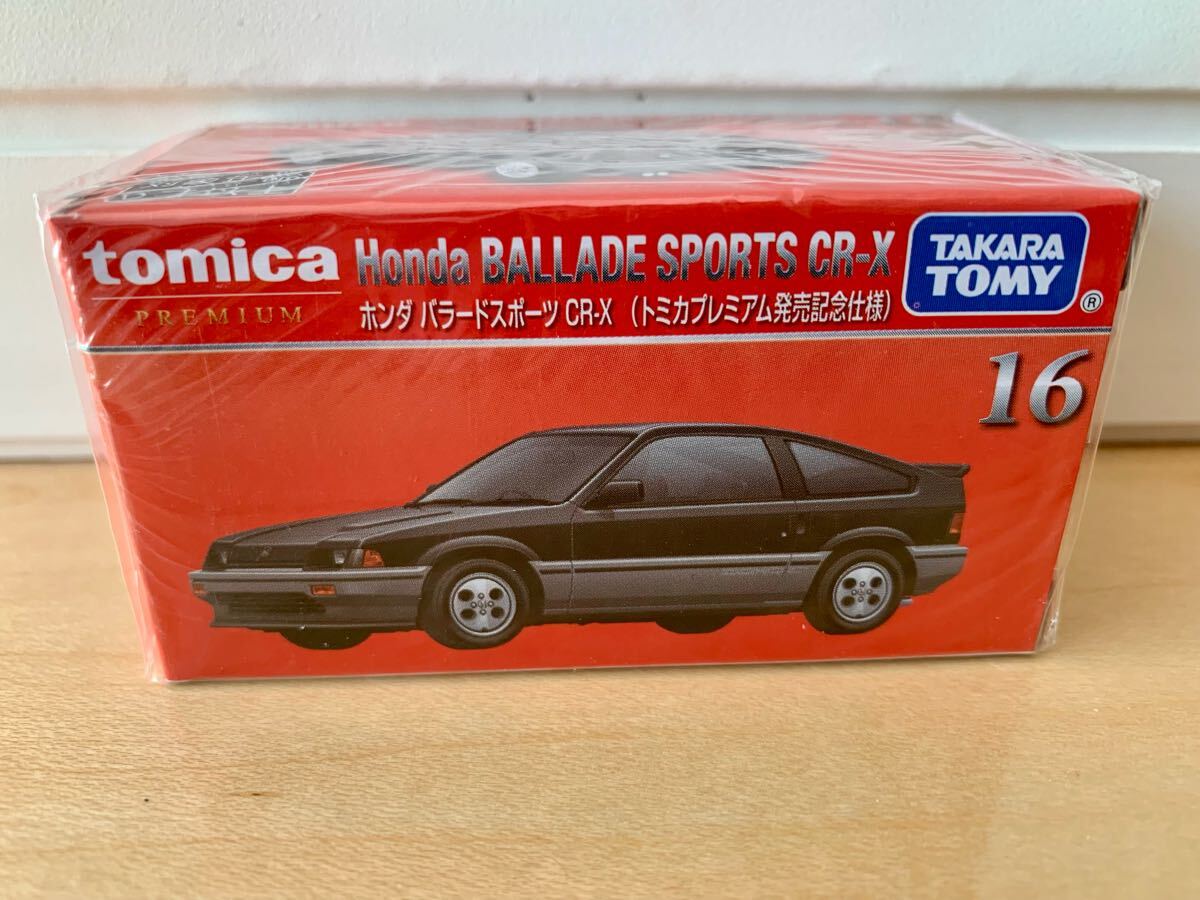 tomica
PREMIUM
Honda BALLADE SPORTS CR-X
ホンダ バラードスポーツ CR-X （トミカプレミアム発売記念仕様）
TAKARA
TOMY
®
16